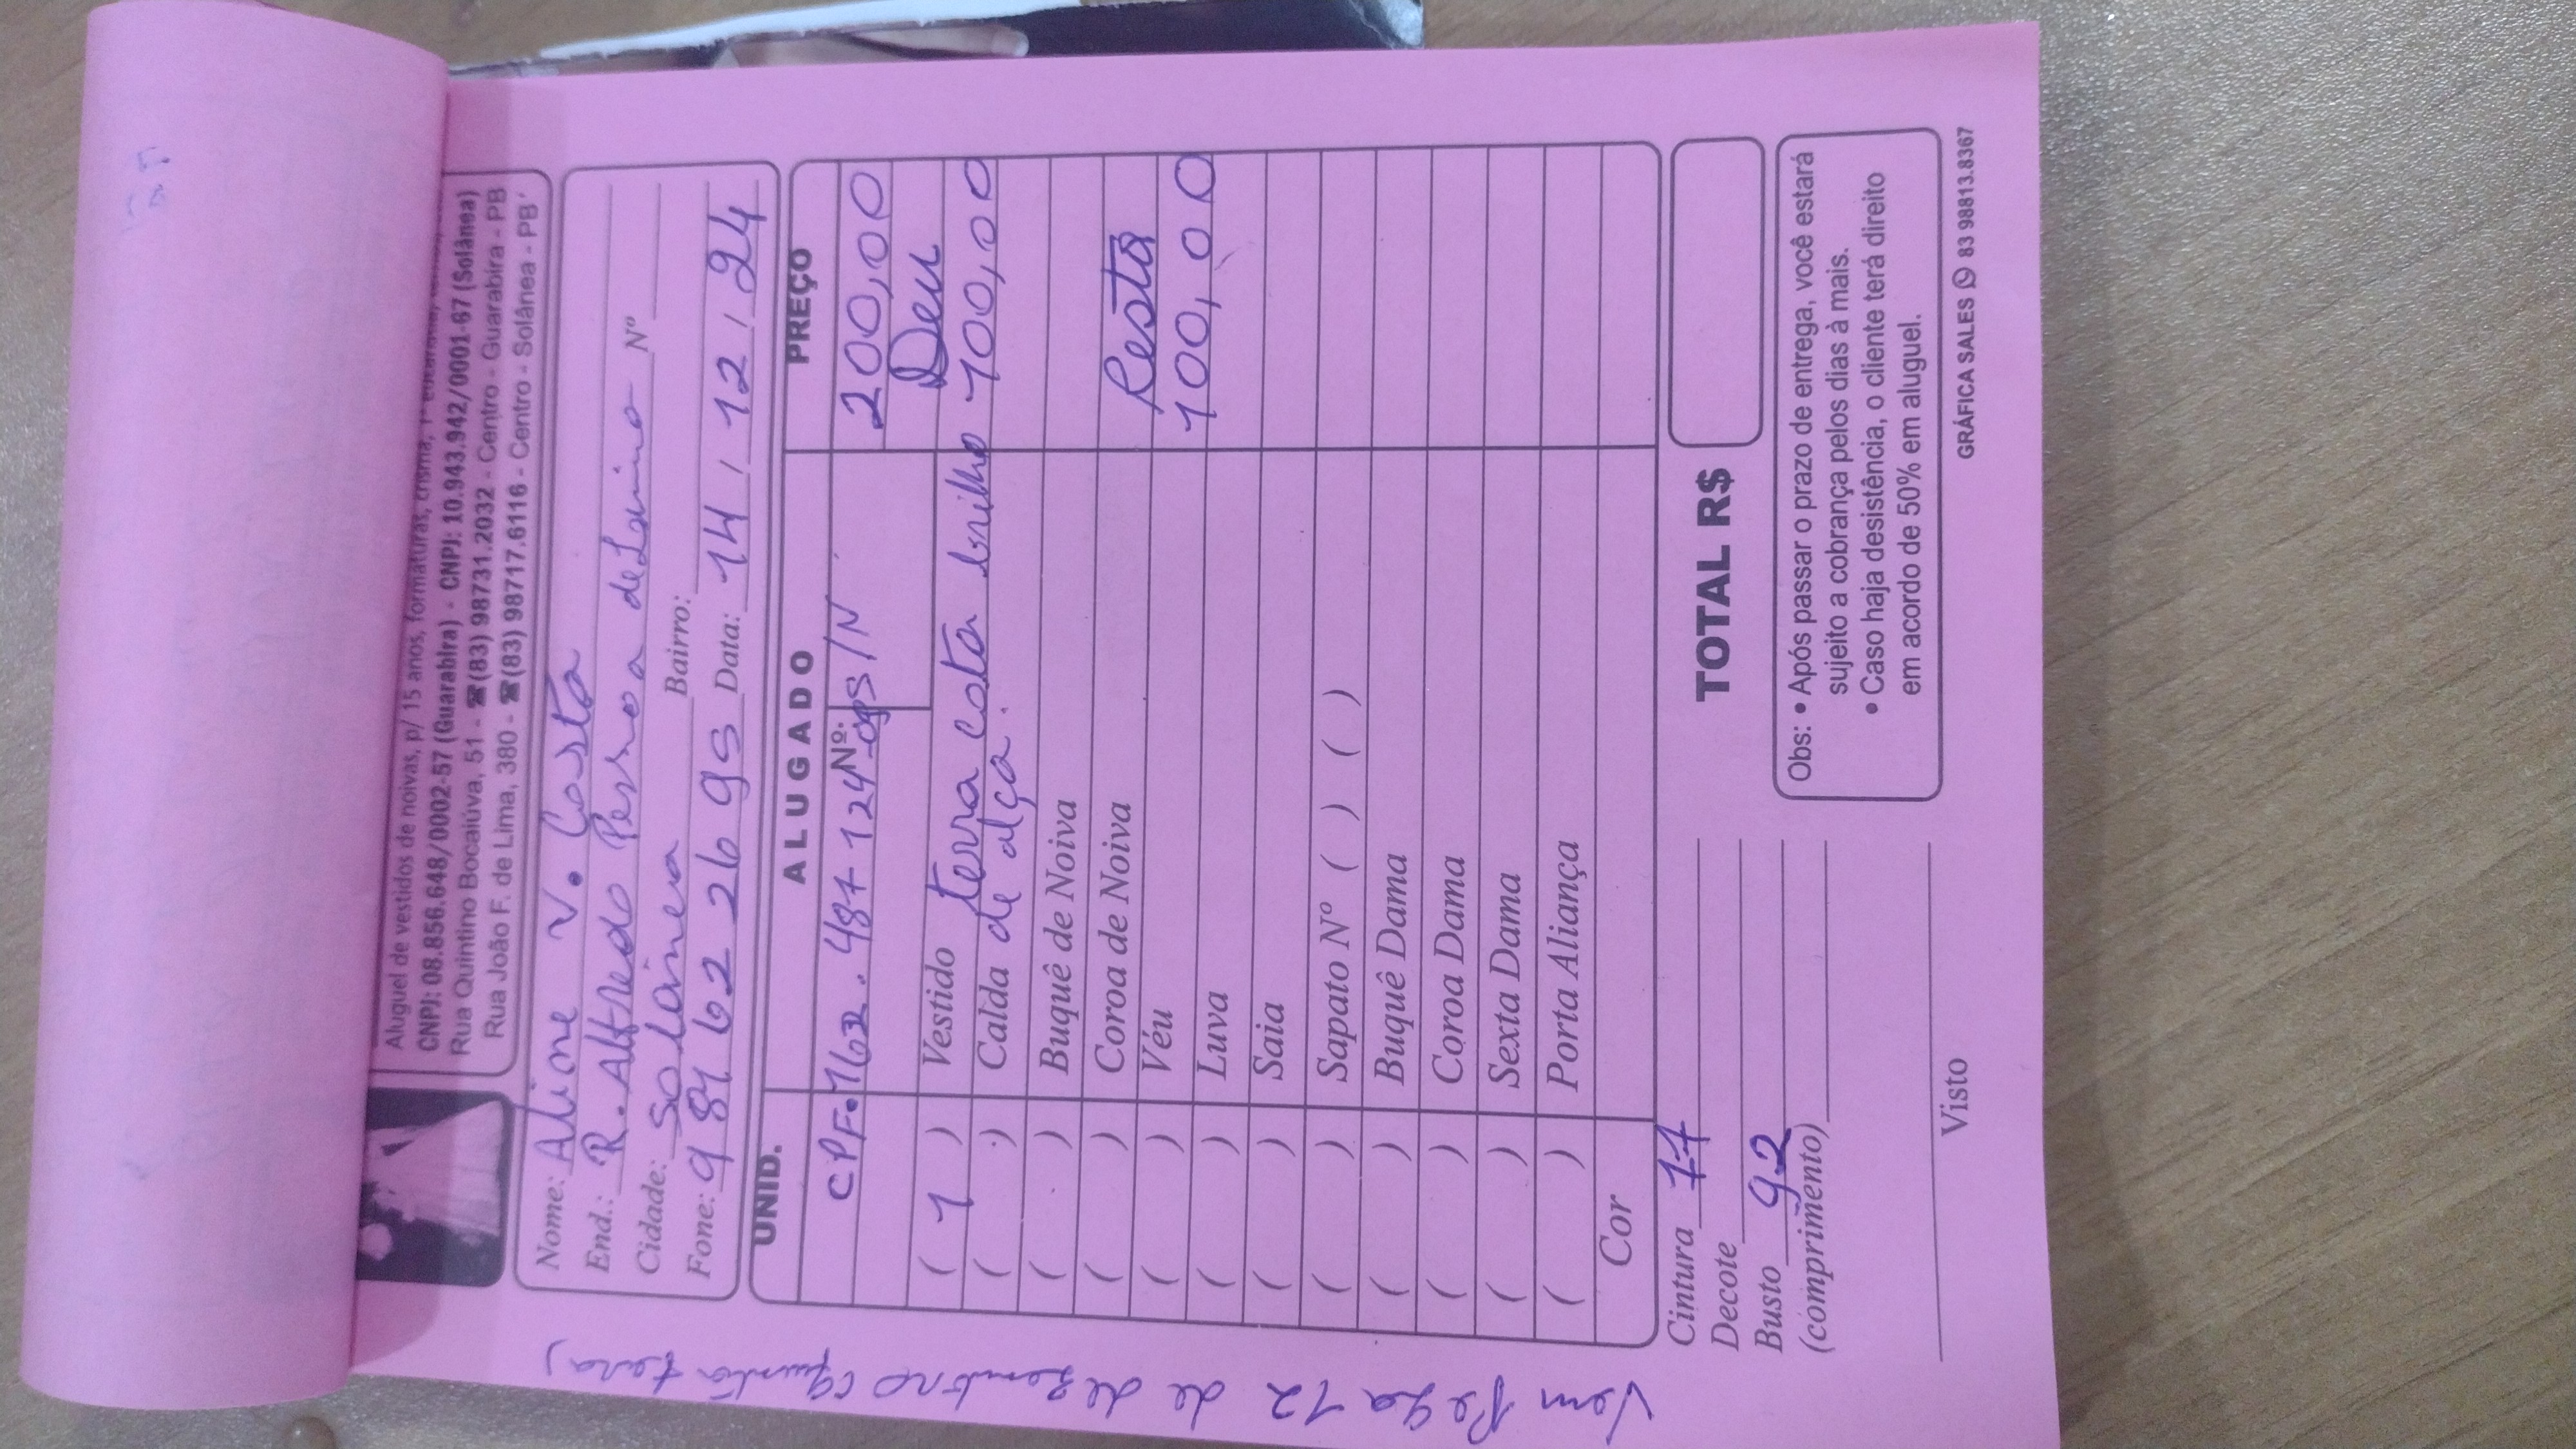 Aluguel de vestidos de noivas, p/ 15 anos, formaturas, crisma, 1ª eucaristia,
CNPJ: 08.856.648/0002-57 (Guarabira) - CNPJ: 10.943.942/0001-67 (Solânea)
Rua Quintino Bocaiúva, 51 - ☎(83) 98731.2032 - Centro - Guarabira - PB
Rua João F. de Lima, 380 - ☎(83) 98717.6116 - Centro - Solânea - PB
Nome: Aline V. Costa
End.: R. Alfredo Pessoa de Nº
Cidade: Solânea Bairro:
Fone: 981622695 Data: 14 / 12 / 24
UNID. ALUGADO PREÇO
CPF. 162.487 124 Nº: S/N 200,00
Deu
( 1 ) Vestido terra cota brilho 100,00
( ) Calda de alça.
( ) Buquê de Noiva
( ) Coroa de Noiva Resta
( ) Véu 100,00
( ) Luva
( ) Saia
( ) Sapato Nº ( ) ( )
( ) Buquê Dama
( ) Coroa Dama
( ) Sexta Dama
( ) Porta Aliança
Cor
Cintura 77
Decote
Busto 92
(comprimento)
Visto
TOTAL R$
Obs: • Após passar o prazo de entrega, você estará
sujeito a cobrança pelos dias à mais.
• Caso haja desistência, o cliente terá direito
em acordo de 50% em aluguel.
GRÁFICA SALES 83 98813.8367
Vem Pega 12 de dezembro (quinta fera)